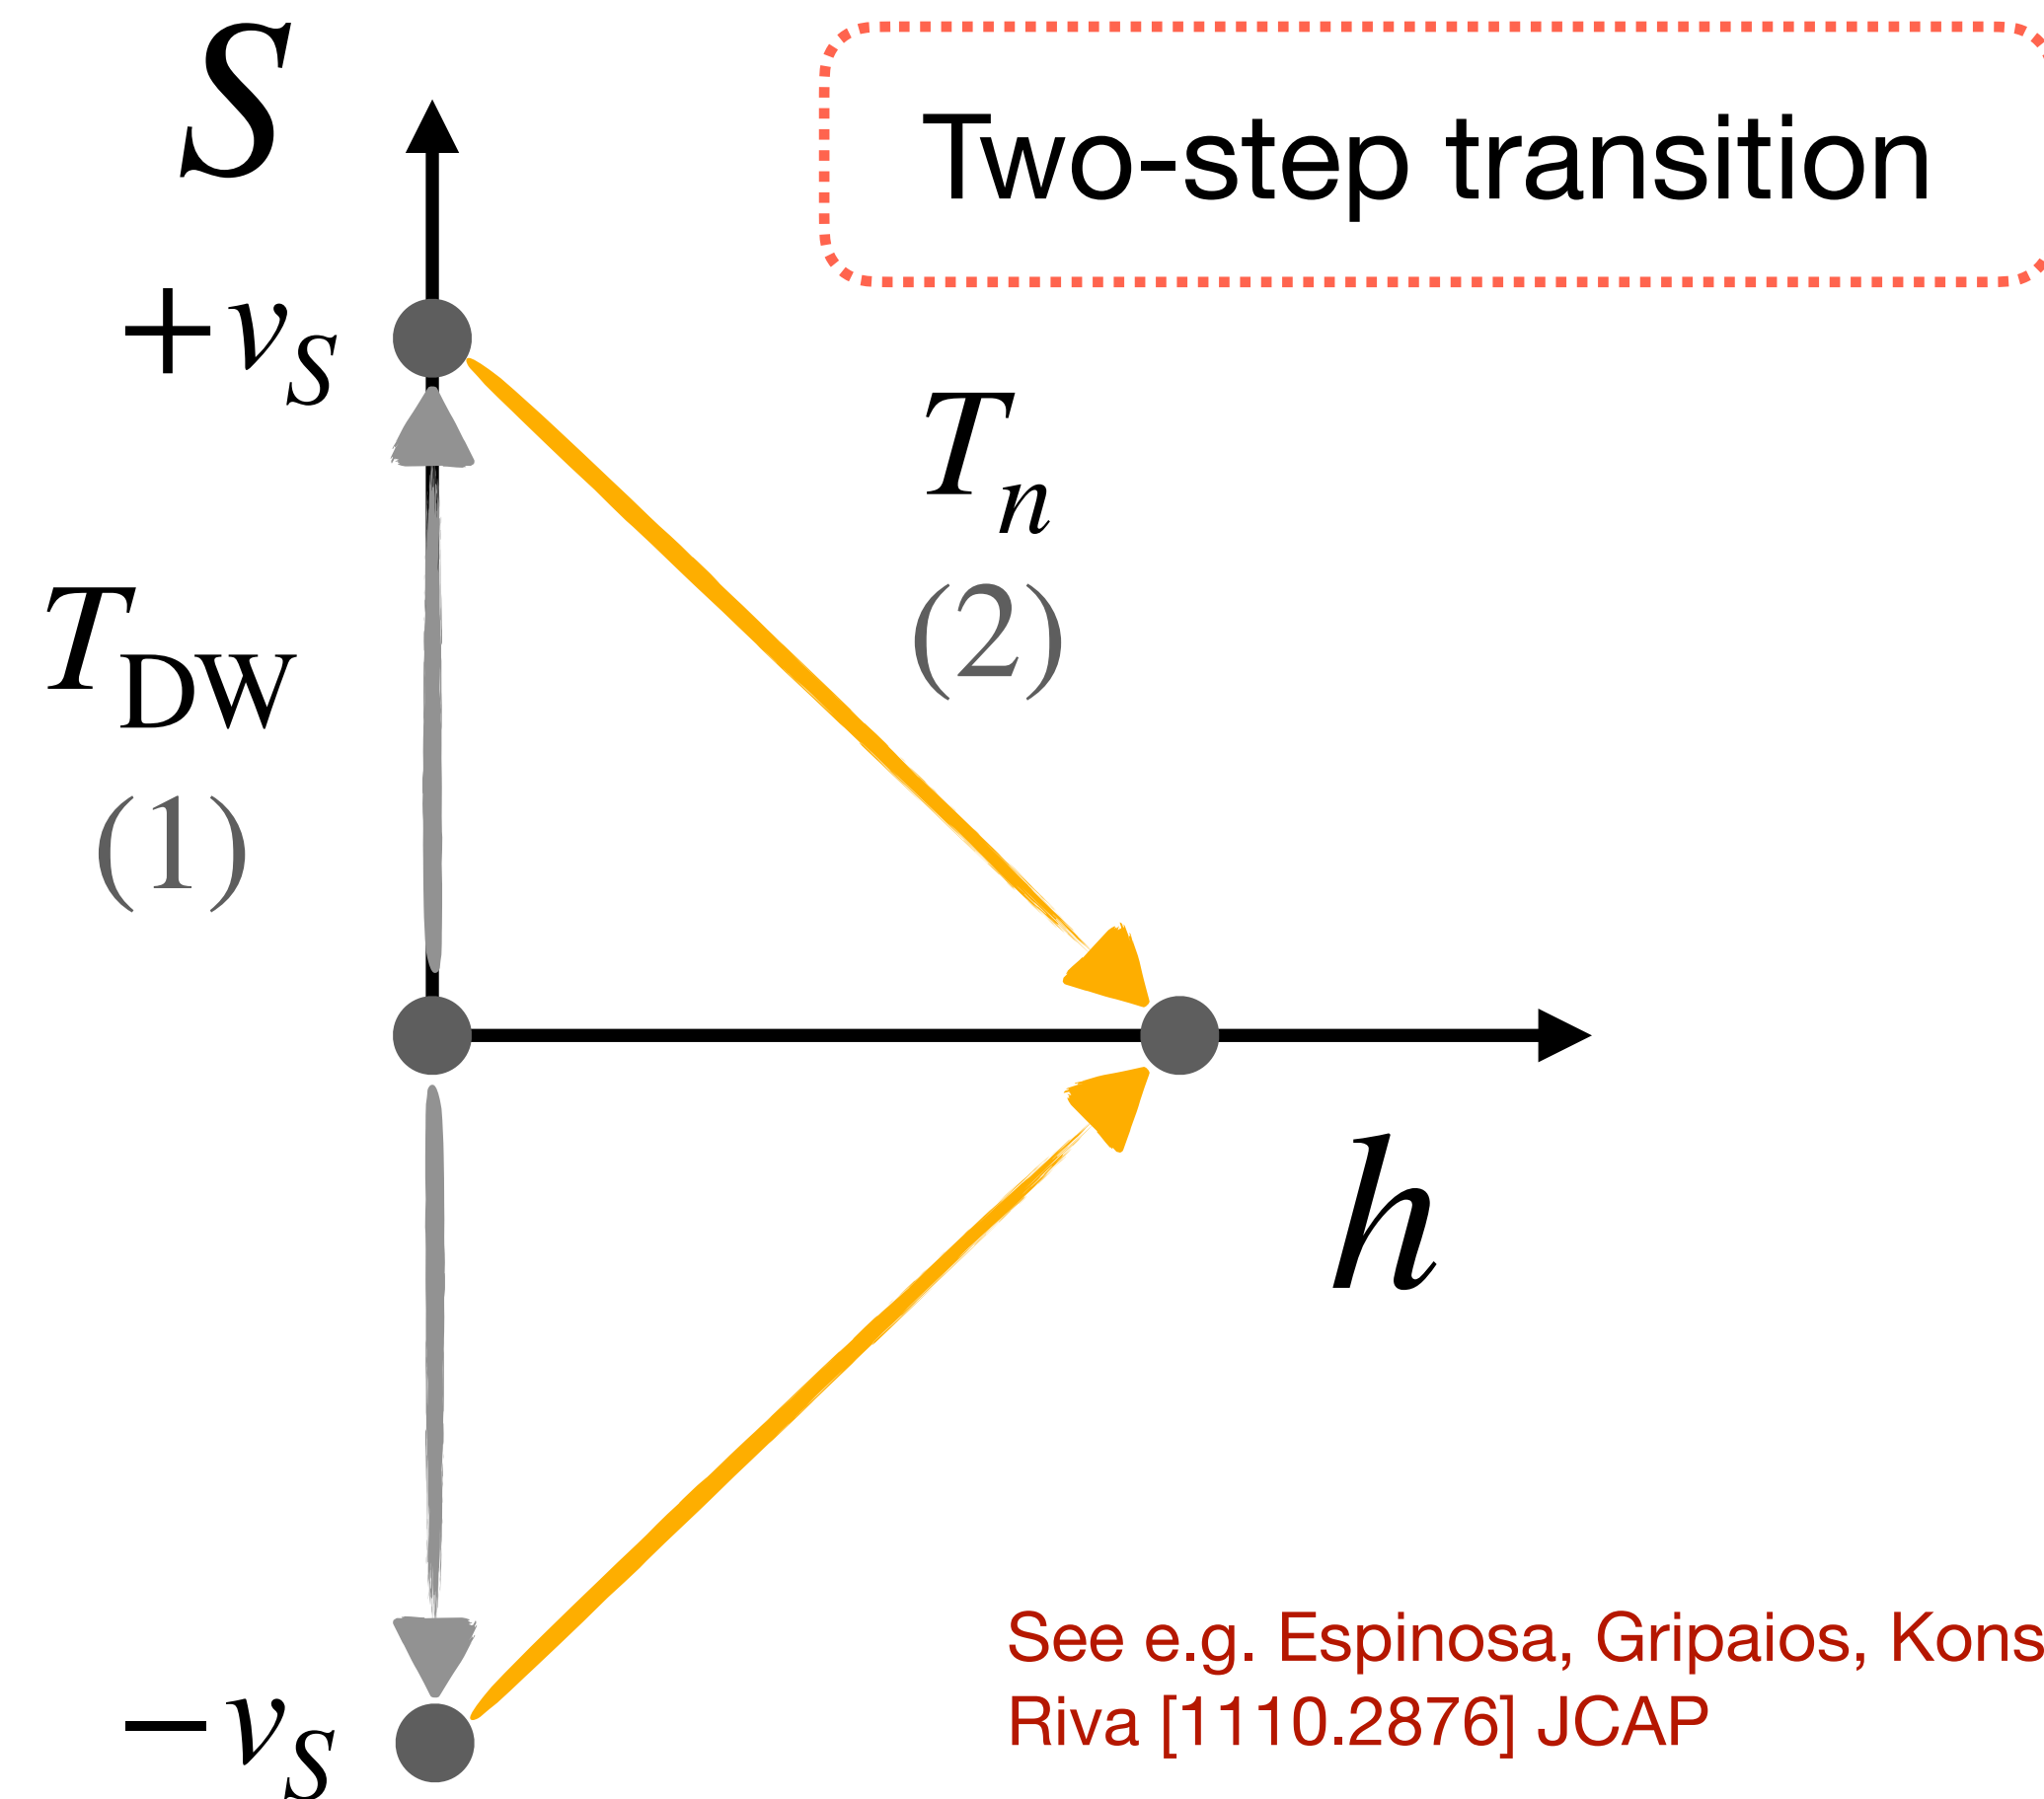 S
Two-step transition
+v_S
T_n
(2)
T_DW
(1)
h
See e.g. Espinosa, Gripaios, Kons
Riva [1110.2876] JCAP
−v_S